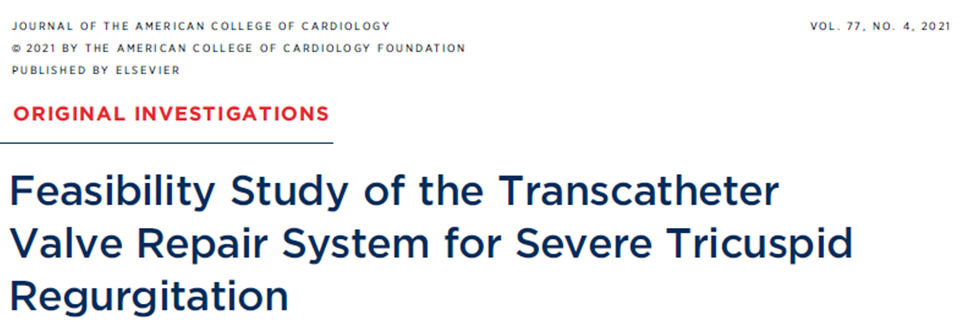 JOURNAL OF THE AMERICAN COLLEGE OF CARDIOLOGY
VOL. 77, NO. 4, 2021
© 2021 BY THE AMERICAN COLLEGE OF CARDIOLOGY FOUNDATION
PUBLISHED BY ELSEVIER
ORIGINAL INVESTIGATIONS
Feasibility Study of the Transcatheter
Valve Repair System for Severe Tricuspid
Regurgitation